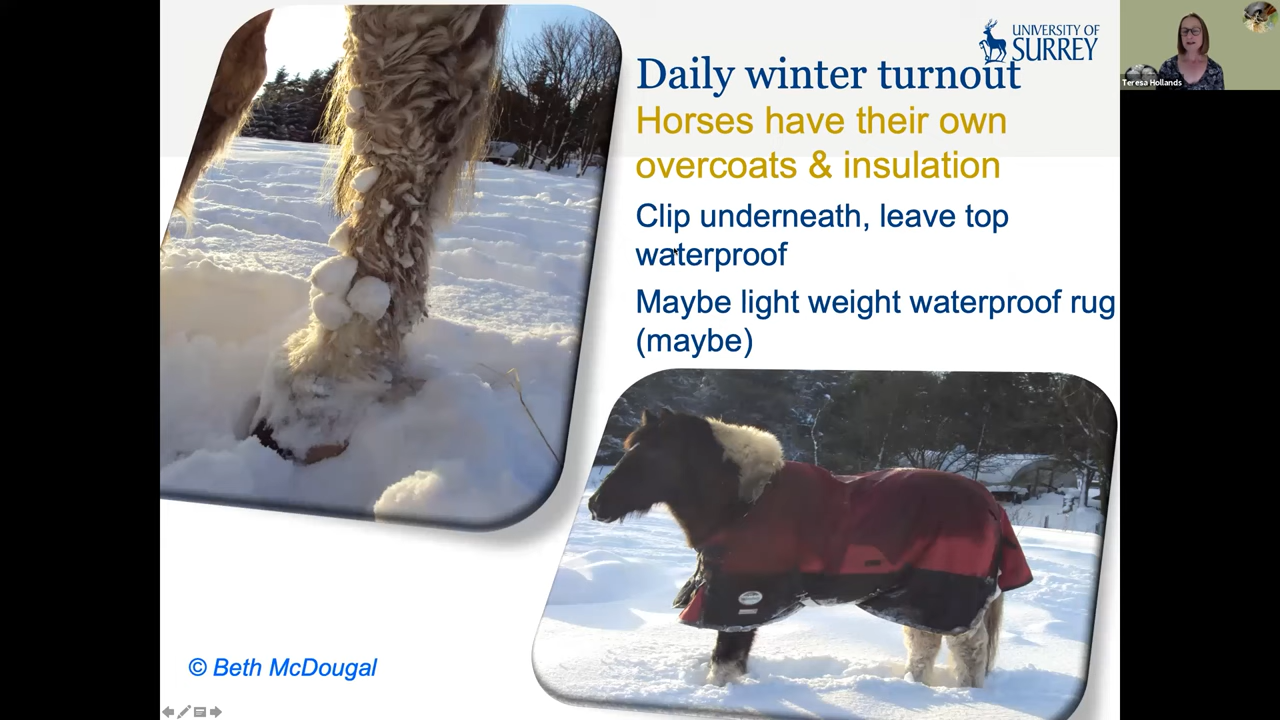 UNIVERSITY OF
SURREY
Teresa Hollands
Daily winter turnout
Horses have their own
overcoats & insulation
Clip underneath, leave top
waterproof
Maybe light weight waterproof rug
(maybe)
© Beth McDougal